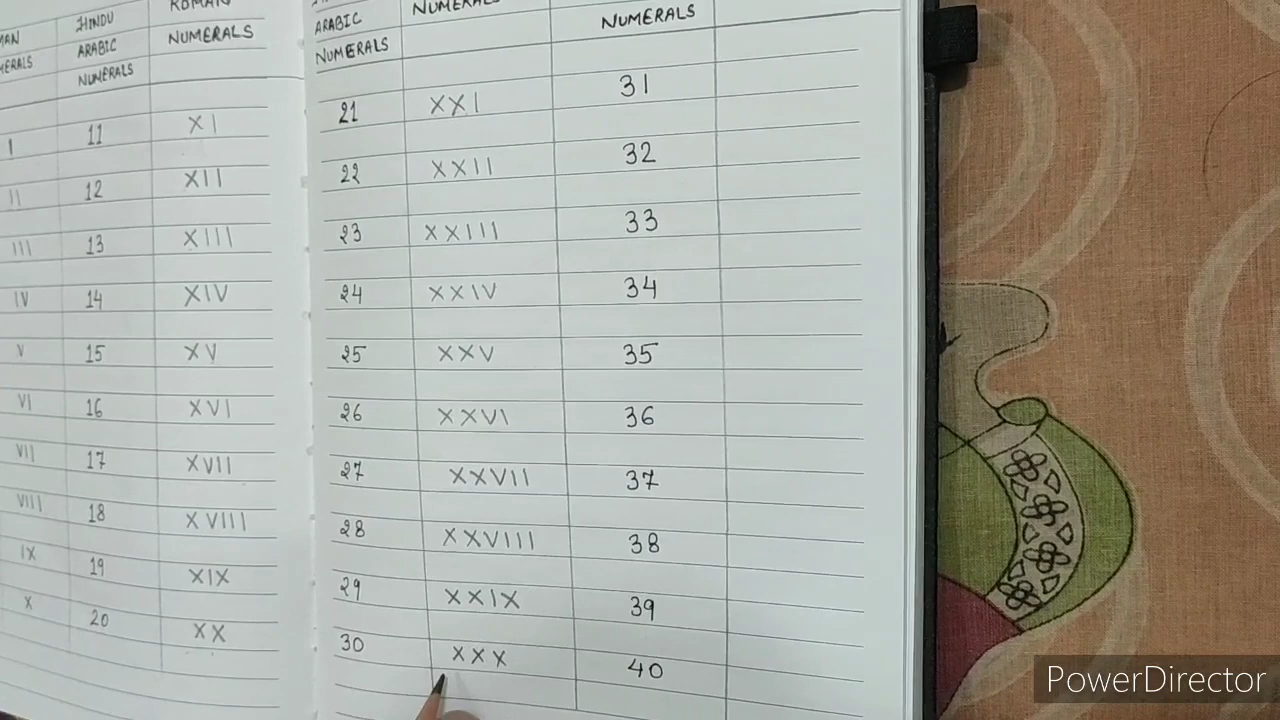 HINDU
ROMAN
ARABIC
NUMERALS
NUMERALS
I 11 XI
II 12 XII
III 13 XIII
IV 14 XIV
V 15 XV
VI 16 XVI
VII 17 XVII
VIII 18 XVIII
IX 19 XIX
X 20 XX
ARABIC NUMERALS NUMERALS
NUMERALS
21 XXI 31
22 XXII 32
23 XXIII 33
24 XXIV 34
25 XXV 35
26 XXVI 36
27 XXVII 37
28 XXVIII 38
29 XXIX 39
30 XXX 40
PowerDirector